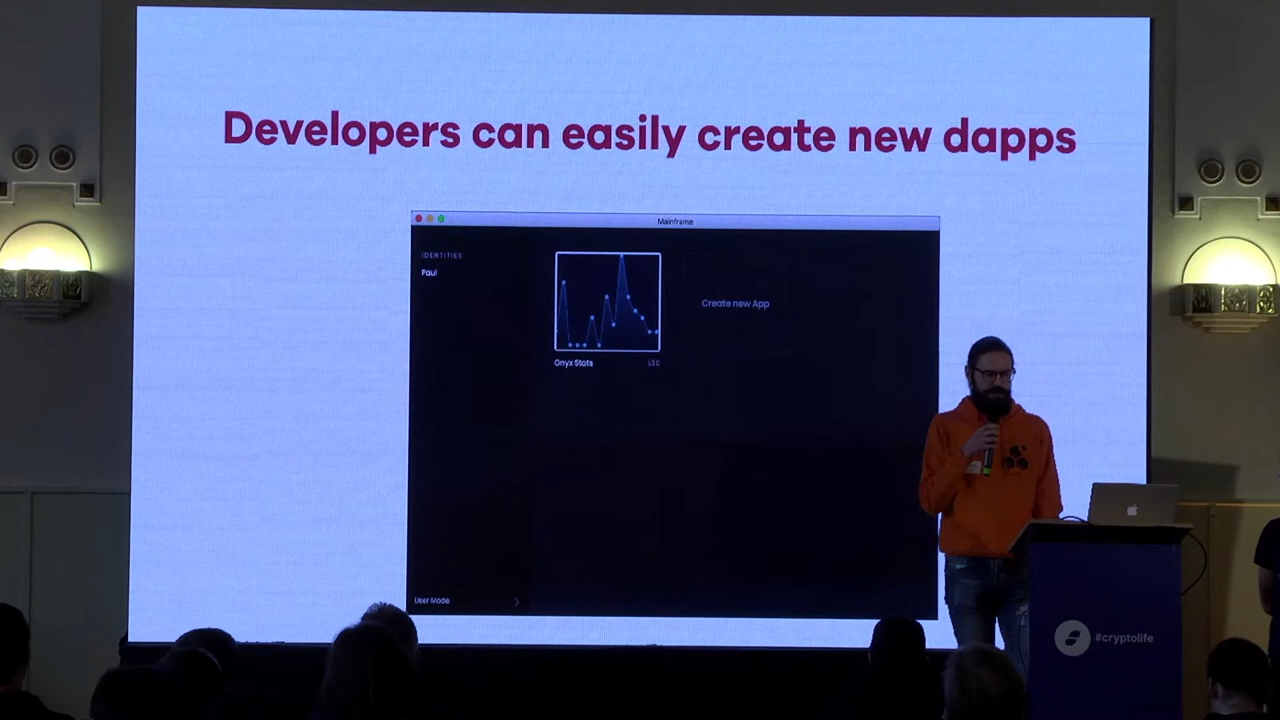 Developers can easily create new dapps
Mainframe
IDENTITIES
Paul
Create new App
Onyx Stats
User Mode
#cryptolife